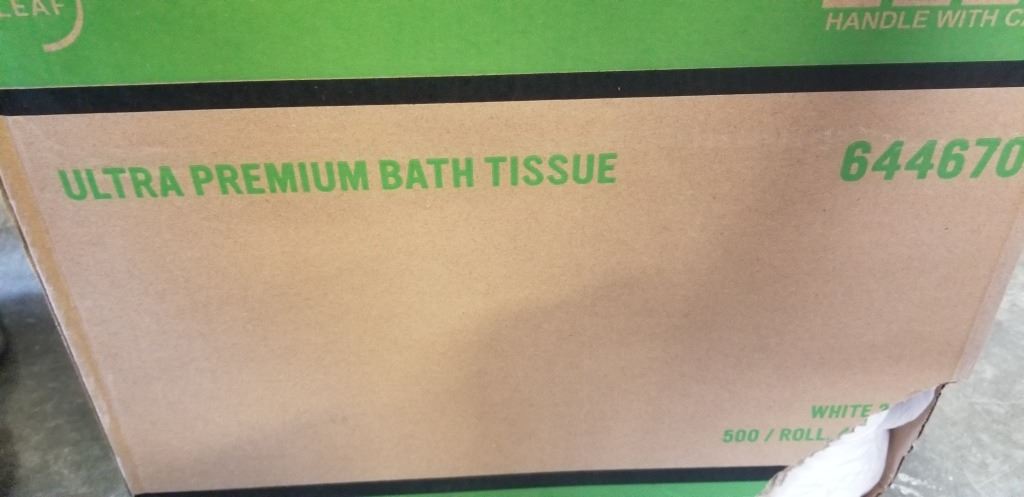 LEAF
HANDLE WITH
ULTRA PREMIUM BATH TISSUE
644670
WHITE
500 / ROLL,